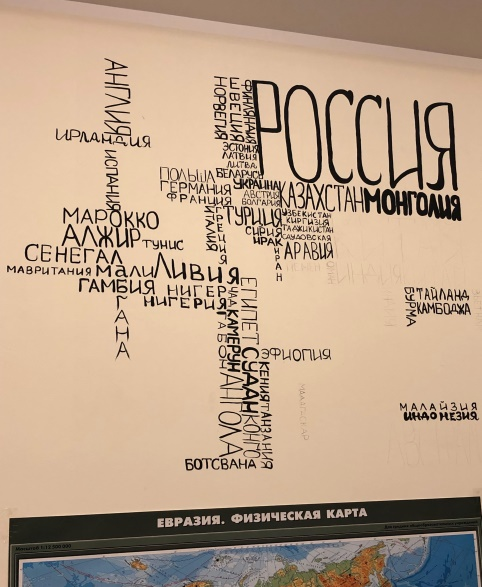 АНГЛИЯ
ИРЛАНДИЯ
ИСПАНИЯ
НОРВЕГИЯ
ШВЕЦИЯ
ФИНЛЯНДИЯ
РОССИЯ
ЭСТОНИЯ
ЛАТВИЯ
ЛИТВА
ПОЛЬША
БЕЛАРУСЬ
ГЕРМАНИЯ
УКРАИНА
ФРАНЦИЯ
АВСТРИЯ
БОЛГАРИЯ
КАЗАХСТАН
МОНГОЛИЯ
ИТАЛИЯ
ГРЕЦИЯ
ТУРЦИЯ
УЗБЕКИСТАН
КИРГИЗИЯ
СИРИЯ
ТАДЖИКИСТАН
ИРАК
САУДОВСКАЯ
ИРАН
АРАВИЯ
МАРОККО
АЛЖИР
ТУНИС
СЕНЕГАЛ
МАВРИТАНИЯ
МАЛИ
ЛИВИЯ
ГАМБИЯ
НИГЕР
НИГЕРИЯ
ГАНА
ЧАД
ЕГИПЕТ
ГАБОН
КАМЕРУН
СУДАН
ЭФИОПИЯ
КЕНИЯ
ТАНЗАНИЯ
АНГОЛА
КОНГО
БОТСВАНА
БУРМА
ТАЙЛАНД
КАМБОДЖА
МАЛАЙЗИЯ
ИНДОНЕЗИЯ
ЕВРАЗИЯ. ФИЗИЧЕСКАЯ КАРТА